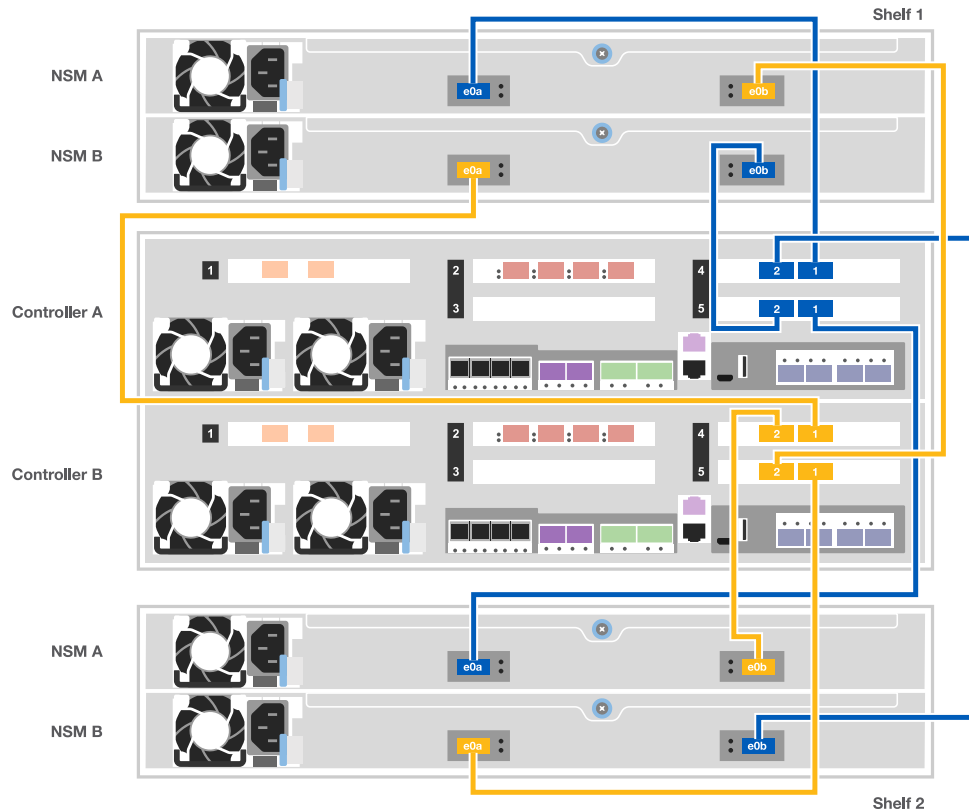 Shelf 1
NSM A
e0a
e0b
NSM B
e0a
e0b
1
2
4
2
1
Controller A
3
5
2
1
1
2
4
2
1
Controller B
3
5
2
1
NSM A
e0a
e0b
NSM B
e0a
e0b
Shelf 2